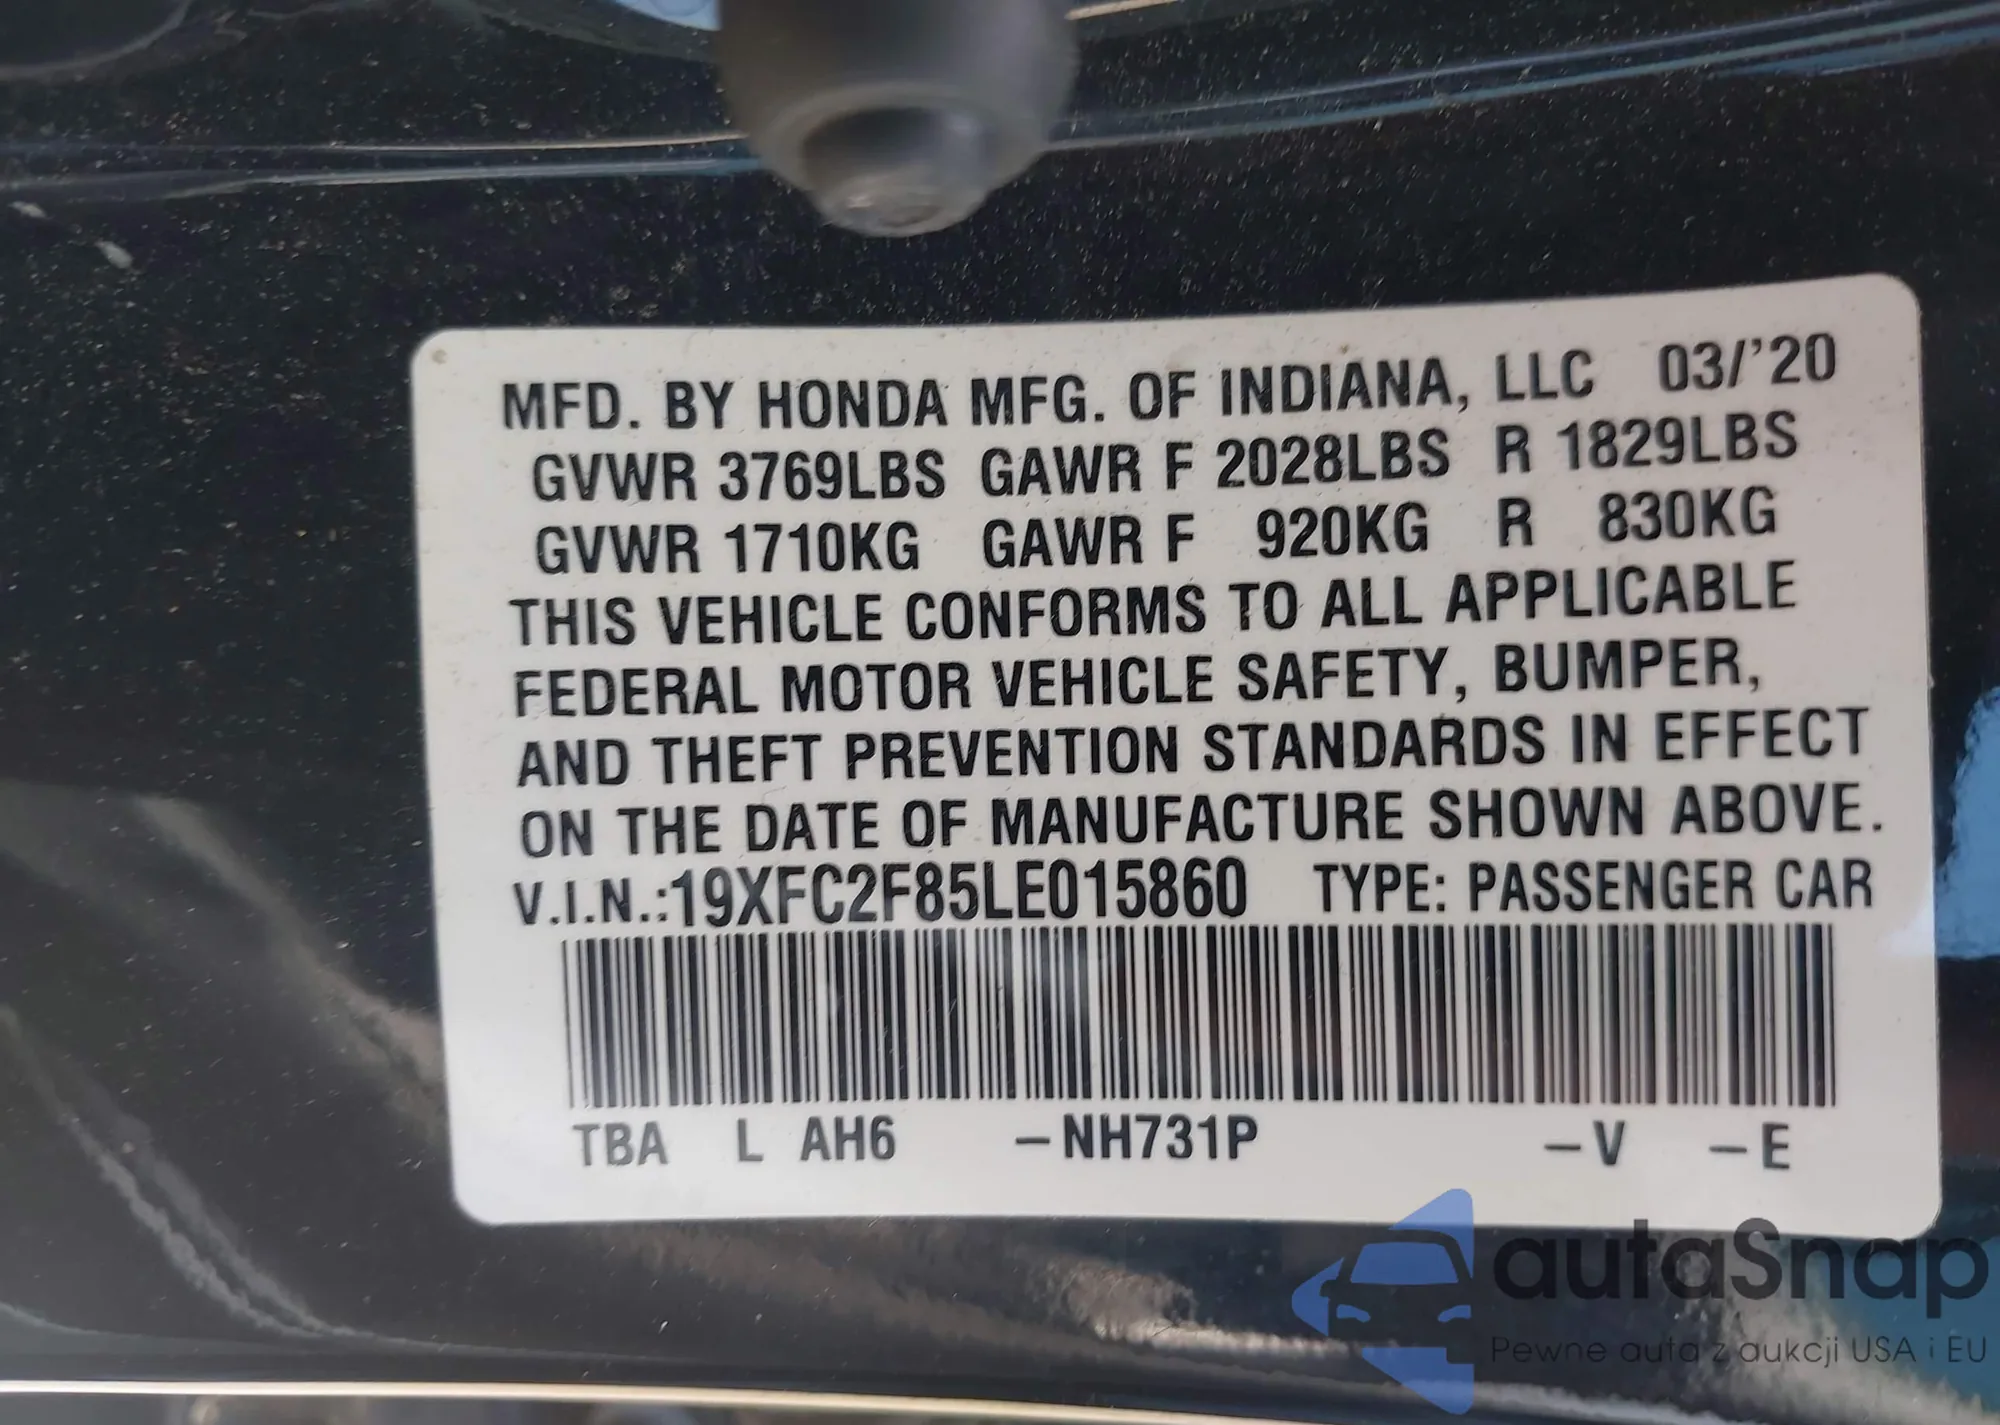 MFD. BY HONDA MFG. OF INDIANA, LLC 03/'20
GVWR 3769LBS GAWR F 2028LBS R 1829LBS
GVWR 1710KG GAWR F 920KG R 830KG
THIS VEHICLE CONFORMS TO ALL APPLICABLE
FEDERAL MOTOR VEHICLE SAFETY, BUMPER,
AND THEFT PREVENTION STANDARDS IN EFFECT
ON THE DATE OF MANUFACTURE SHOWN ABOVE.
V.I.N.:19XFC2F85LE015860 TYPE: PASSENGER CAR
TBA L AH6 –NH731P –V –E
autaSnap
Pewne auta z aukcji USA i EU